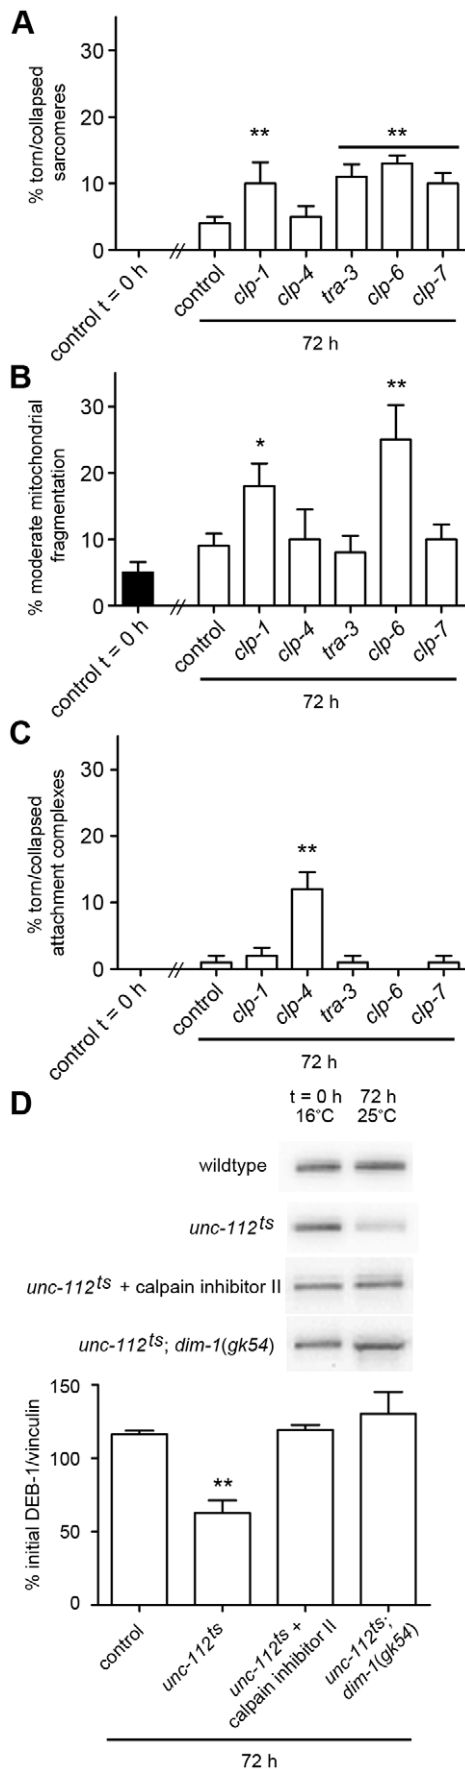 A
% torn/collapsed
sarcomeres
30
20
10
0
**
**
control t = 0 h
//
control
clp-1
clp-4
tra-3
clp-6
clp-7
72 h
B
% moderate mitochondrial
fragmentation
30
20
10
0
*
**
control t = 0 h
//
control
clp-1
clp-4
tra-3
clp-6
clp-7
72 h
C
% torn/collapsed
attachment complexes
30
20
10
0
**
control t = 0 h
//
control
clp-1
clp-4
tra-3
clp-6
clp-7
72 h
D
t = 0 h 72 h
16°C 25°C
wildtype
unc-112ts
unc-112ts + calpain inhibitor II
unc-112ts; dim-1(gk54)
% initial DEB-1/vinculin
150
100
50
0
**
control
unc-112ts
unc-112ts +
calpain inhibitor II
unc-112ts;
dim-1(gk54)
72 h